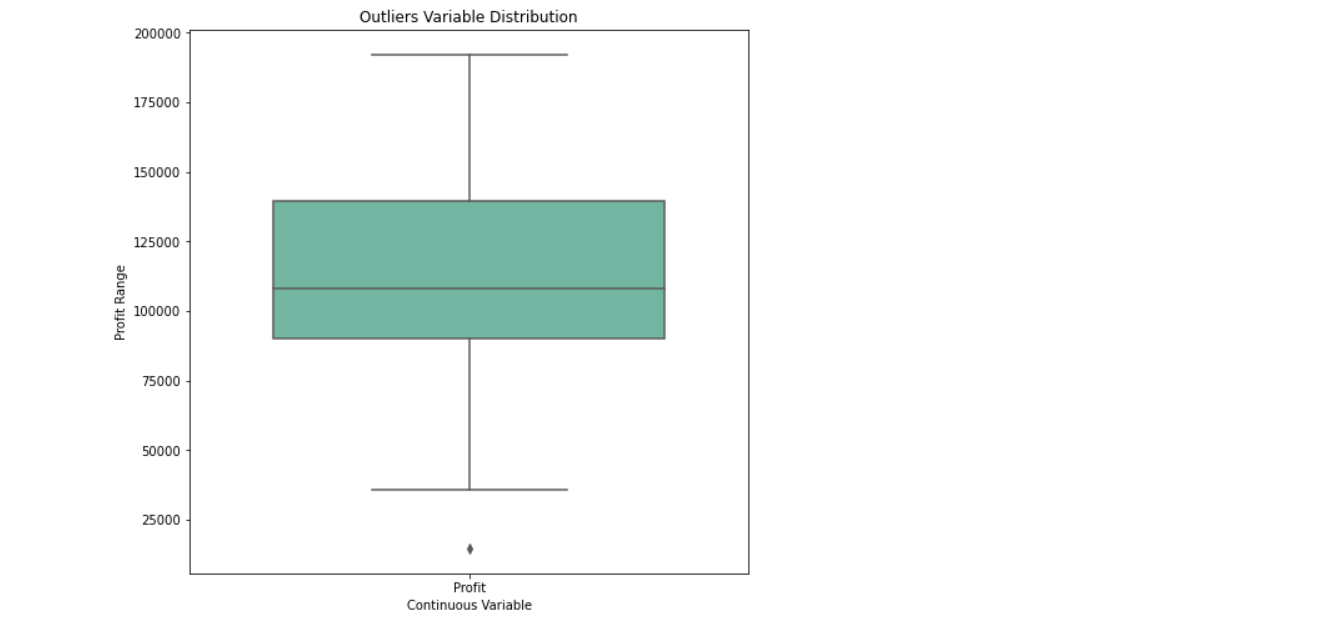 Outliers Variable Distribution
200000
175000
150000
125000
100000
75000
50000
25000
Profit Range
Profit
Continuous Variable